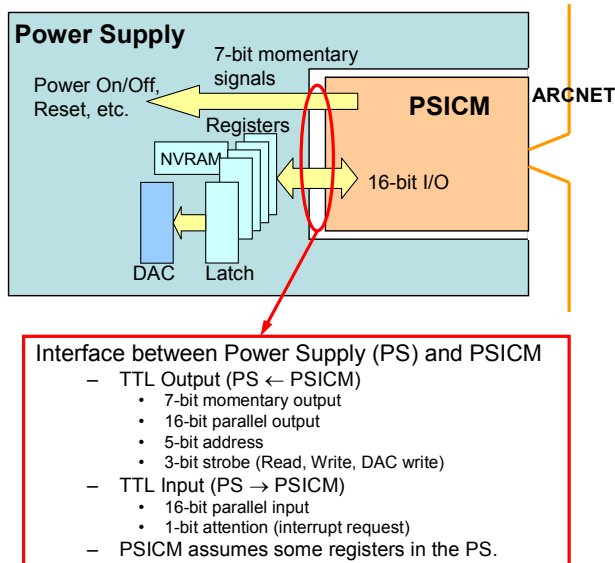 Power Supply
7-bit momentary
signals
Power On/Off,
Reset, etc.
PSICM
ARCNET
Registers
NVRAM
16-bit I/O
DAC
Latch
Interface between Power Supply (PS) and PSICM
– TTL Output (PS ← PSICM)
• 7-bit momentary output
• 16-bit parallel output
• 5-bit address
• 3-bit strobe (Read, Write, DAC write)
– TTL Input (PS → PSICM)
• 16-bit parallel input
• 1-bit attention (interrupt request)
– PSICM assumes some registers in the PS.